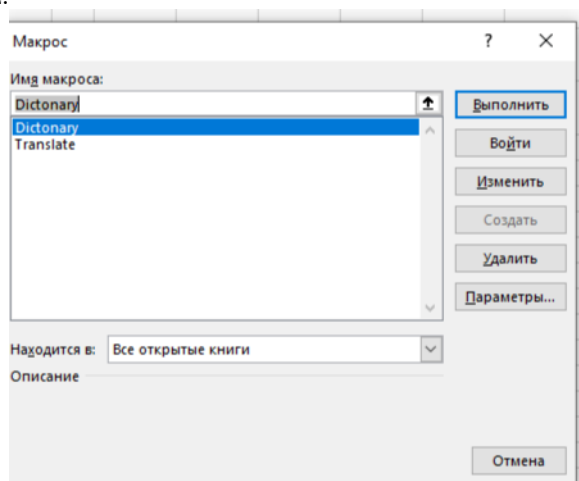 Макрос ? ×
Имя макроса:
Dictonary
Выполнить
Dictonary
Translate
Войти
Изменить
Создать
Удалить
Параметры...
Находится в: Все открытые книги
Описание
Отмена